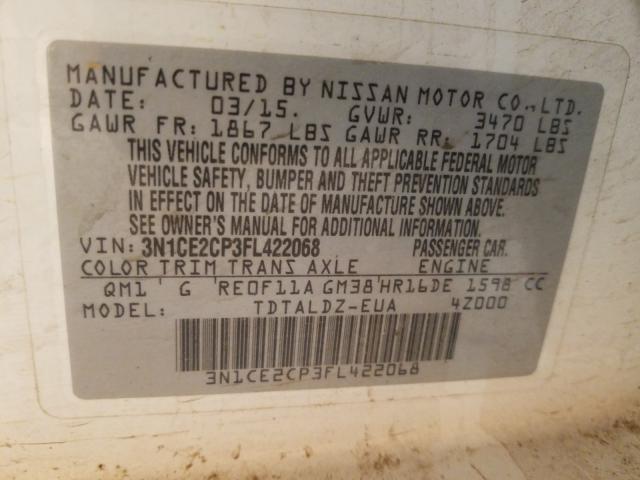 MANUFACTURED BY NISSAN MOTOR CO., LTD.
DATE: 03/15. GVWR: 3470 LBS
GAWR FR: 1867 LBS GAWR RR: 1704 LBS
THIS VEHICLE CONFORMS TO ALL APPLICABLE FEDERAL MOTOR
VEHICLE SAFETY, BUMPER AND THEFT PREVENTION STANDARDS
IN EFFECT ON THE DATE OF MANUFACTURE SHOWN ABOVE.
SEE OWNER'S MANUAL FOR ADDITIONAL INFORMATION.
VIN: 3N1CE2CP3FL422068 PASSENGER CAR.
COLOR TRIM TRANS AXLE ENGINE
QM1 G RE0F11A GM38 HR16DE 1598 CC
MODEL: TDTALDZ-EUA 4Z000
3N1CE2CP3FL422068